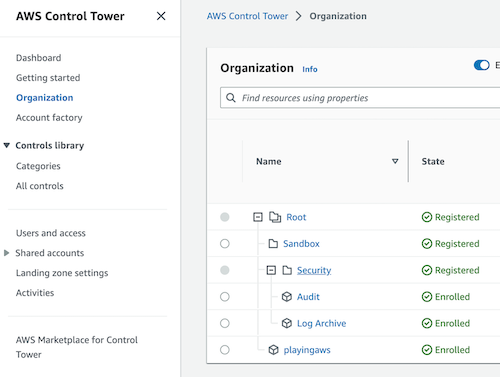 AWS Control Tower
AWS Control Tower > Organization
Dashboard
Getting started
Organization
Account factory
Controls library
Categories
All controls
Users and access
Shared accounts
Landing zone settings
Activities
AWS Marketplace for Control
Tower
Organization Info
E
Find resources using properties
Name State
Root Registered
Sandbox Registered
Security Registered
Audit Enrolled
Log Archive Enrolled
playingaws Enrolled